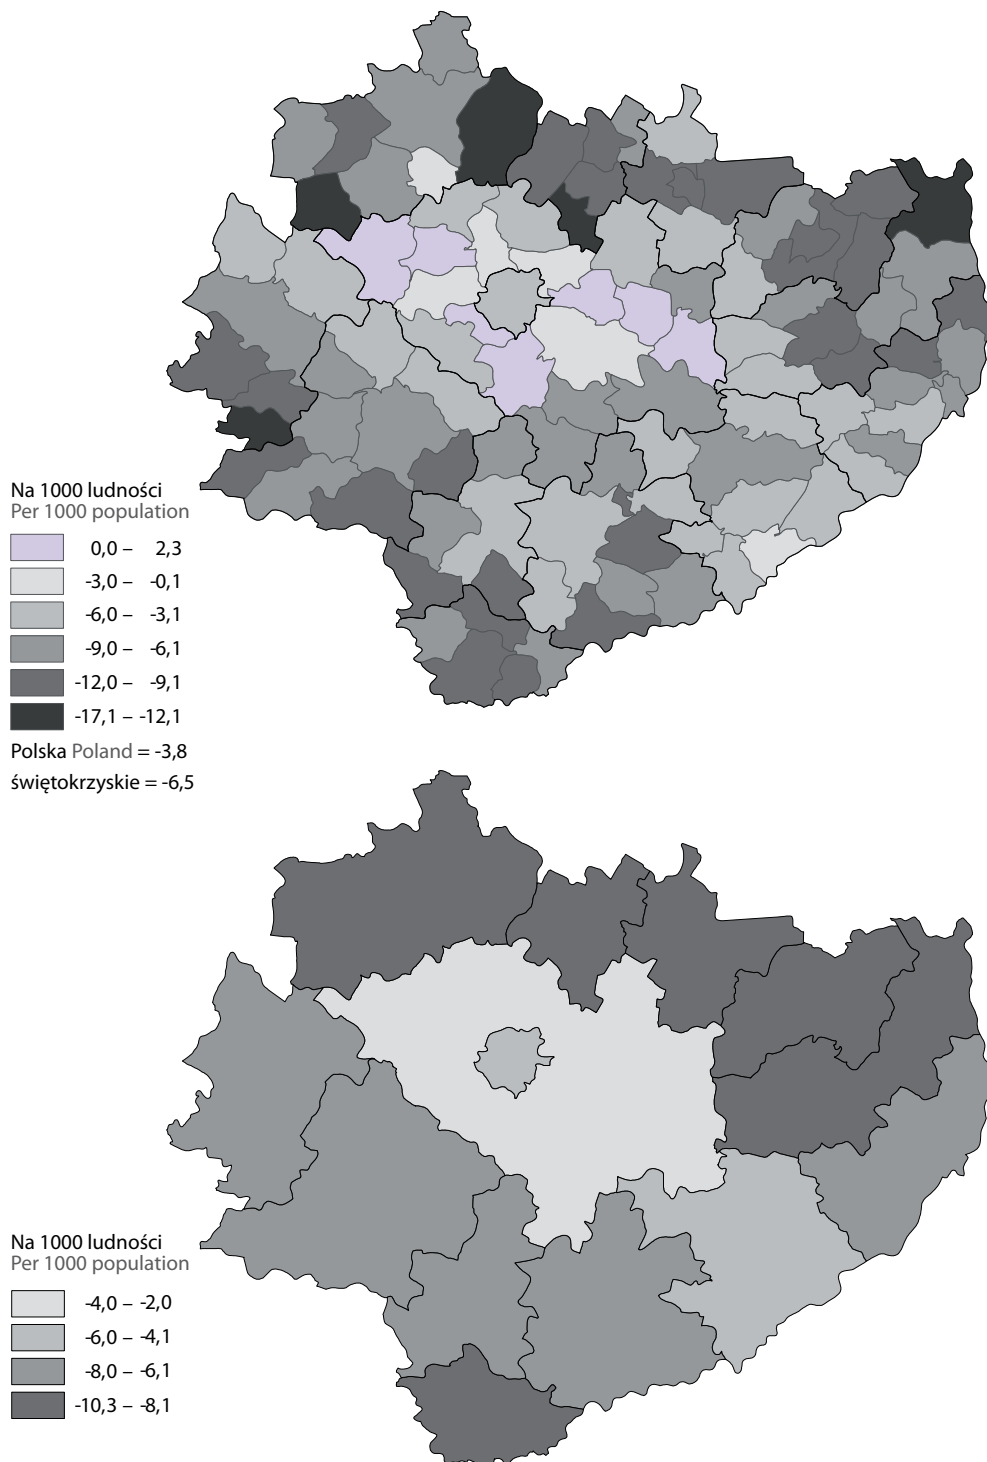 Na 1000 ludności
Per 1000 population
0,0 – 2,3
-3,0 – -0,1
-6,0 – -3,1
-9,0 – -6,1
-12,0 – -9,1
-17,1 – -12,1
Polska Poland = -3,8
świętokrzyskie = -6,5
Na 1000 ludności
Per 1000 population
-4,0 – -2,0
-6,0 – -4,1
-8,0 – -6,1
-10,3 – -8,1